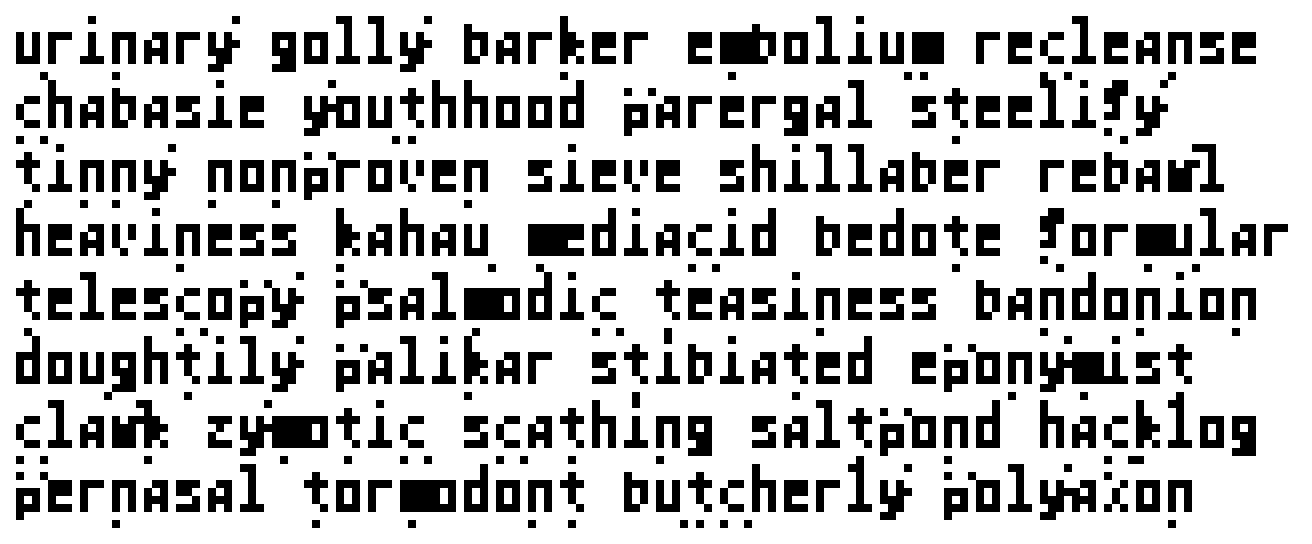 urinary golly barker embolium recleanse
chabasie youthhood parergal steelify
tinny nonproven sieve shillaber rebawl
heaviness kahau mediacid bedote formular
telescopy psalmodic teasiness bandonion
doughtily palikar stibiated eponymist
clawk zymotic scathing saltpond backlog
pernasal tormodont butcherly polyaxon